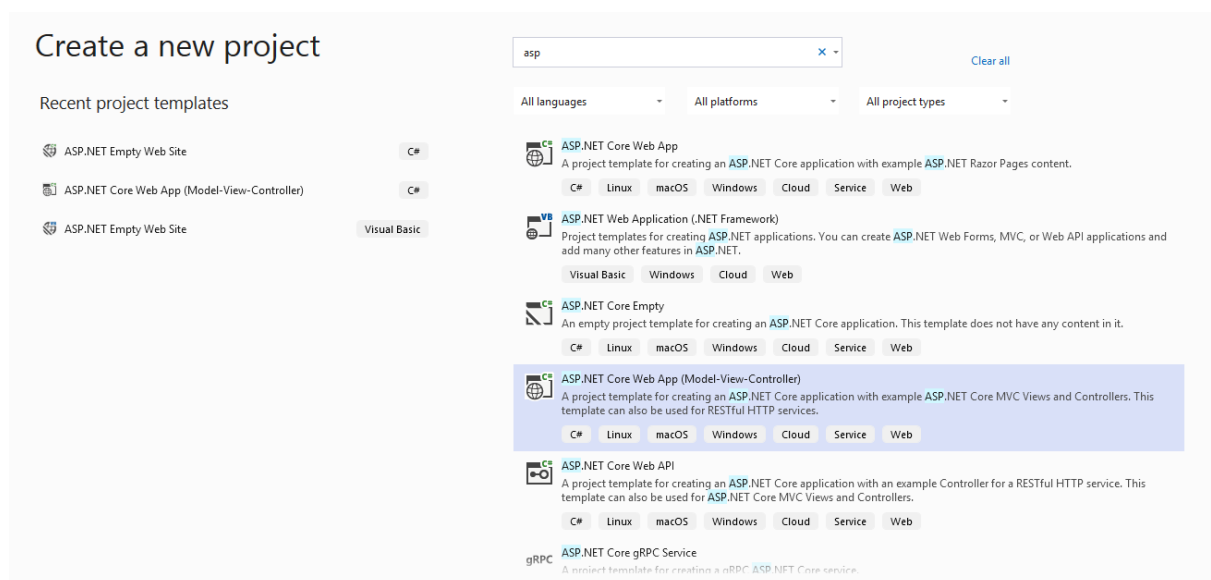 Create a new project
Recent project templates
ASP.NET Empty Web Site
C#
ASP.NET Core Web App (Model-View-Controller)
C#
ASP.NET Empty Web Site
Visual Basic
asp
Clear all
All languages
All platforms
All project types
C#
ASP.NET Core Web App
A project template for creating an ASP.NET Core application with example ASP.NET Razor Pages content.
C# Linux macOS Windows Cloud Service Web
VB
ASP.NET Web Application (.NET Framework)
Project templates for creating ASP.NET applications. You can create ASP.NET Web Forms, MVC, or Web API applications and
add many other features in ASP.NET.
Visual Basic Windows Cloud Web
C#
ASP.NET Core Empty
An empty project template for creating an ASP.NET Core application. This template does not have any content in it.
C# Linux macOS Windows Cloud Service Web
C#
ASP.NET Core Web App (Model-View-Controller)
A project template for creating an ASP.NET Core application with example ASP.NET Core MVC Views and Controllers. This
template can also be used for RESTful HTTP services.
C# Linux macOS Windows Cloud Service Web
C#
ASP.NET Core Web API
A project template for creating an ASP.NET Core application with an example Controller for a RESTful HTTP service. This
template can also be used for ASP.NET Core MVC Views and Controllers.
C# Linux macOS Windows Cloud Service Web
gRPC
ASP.NET Core gRPC Service
A project template for creating a gRPC ASP.NET Core service.